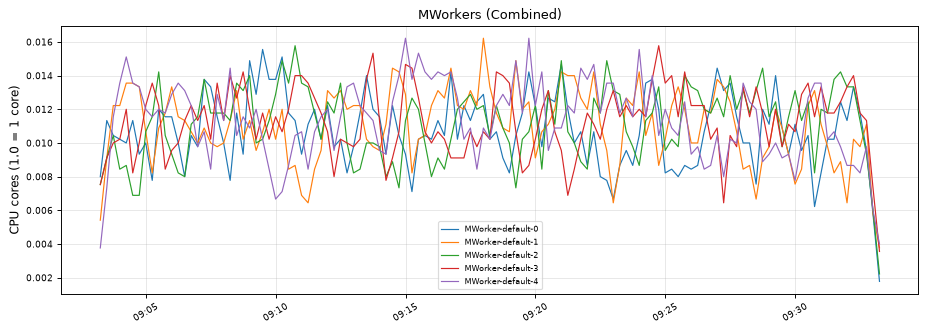 MWorkers (Combined)
CPU cores (1.0 = 1 core)
0.016
0.014
0.012
0.010
0.008
0.006
0.004
0.002
MWorker-default-0
MWorker-default-1
MWorker-default-2
MWorker-default-3
MWorker-default-4
09:05
09:10
09:15
09:20
09:25
09:30